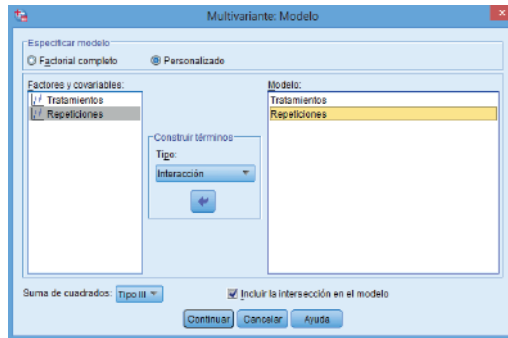 Multivariante: Modelo
Especificar modelo
Factorial completo
Personalizado
Factores y covariables:
Tratamientos
Repeticiones
Construir términos
Tipo:
Interacción
Modelo:
Tratamientos
Repeticiones
Suma de cuadrados: Tipo III
Incluir la intersección en el modelo
Continuar Cancelar Ayuda